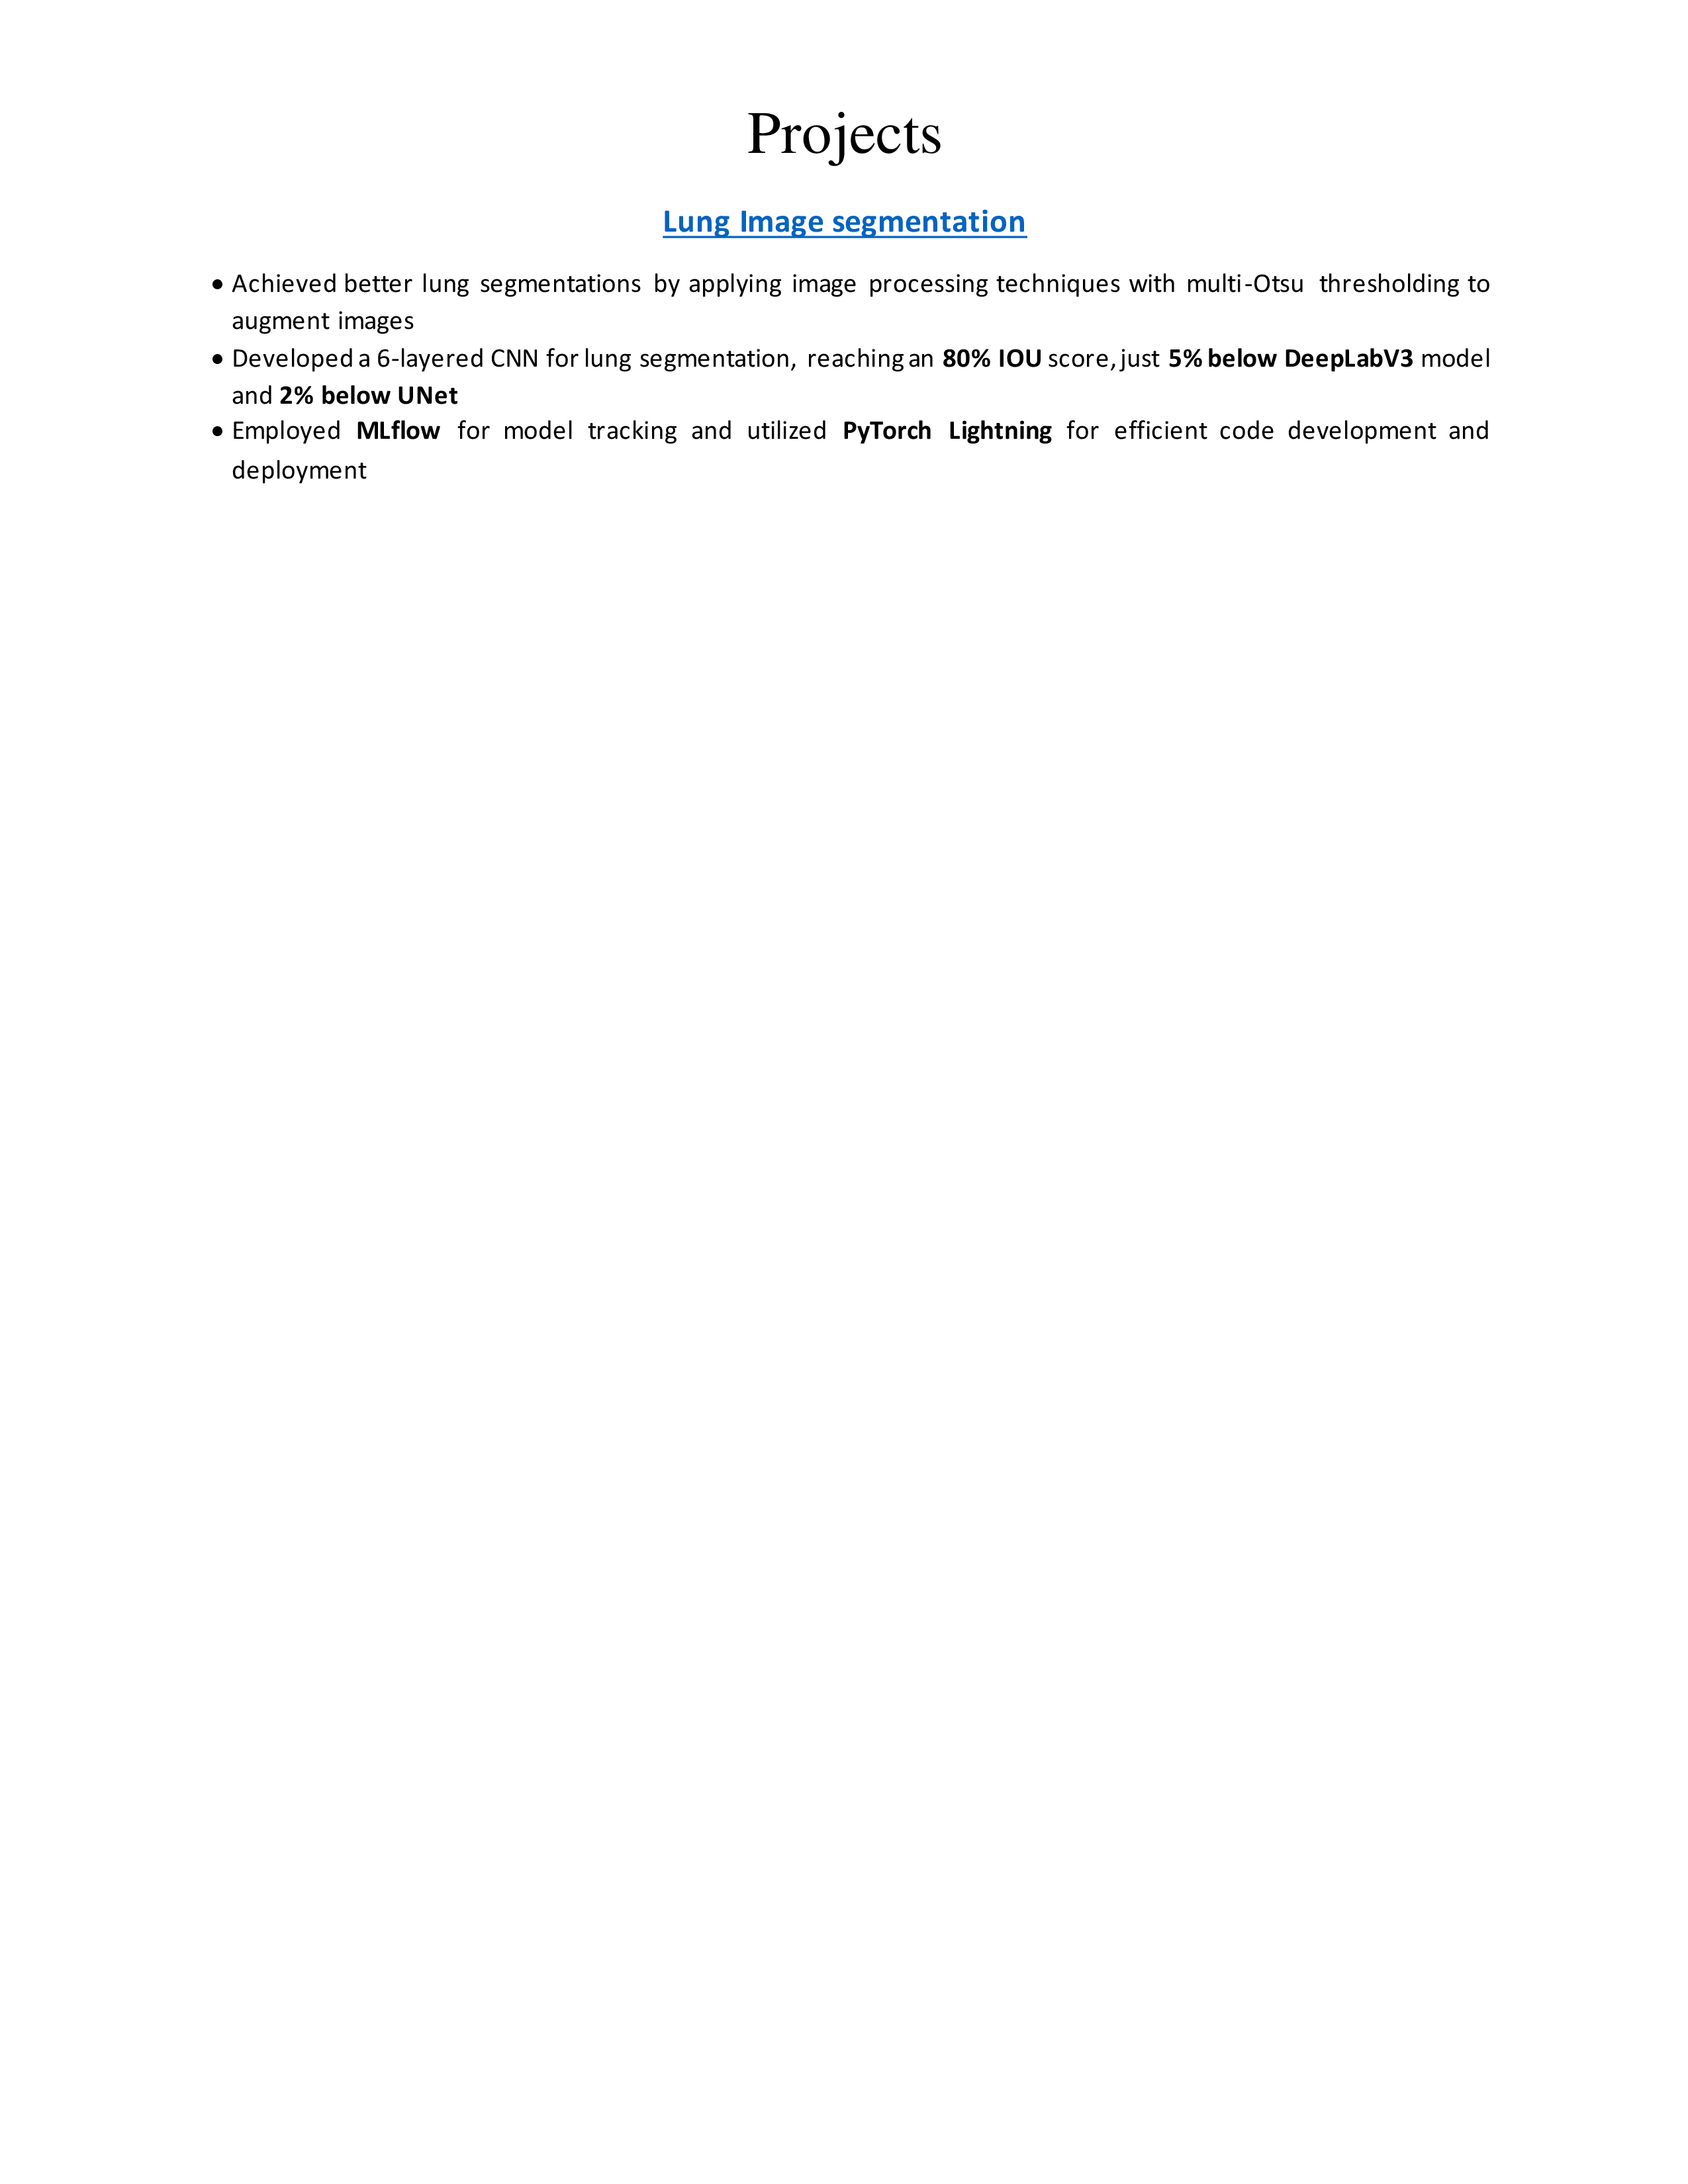 Projects
Lung Image segmentation
• Achieved better lung segmentations by applying image processing techniques with multi-Otsu thresholding to
augment images
• Developed a 6-layered CNN for lung segmentation, reaching an 80% IOU score, just 5% below DeepLabV3 model
and 2% below UNet
• Employed MLflow for model tracking and utilized PyTorch Lightning for efficient code development and
deployment